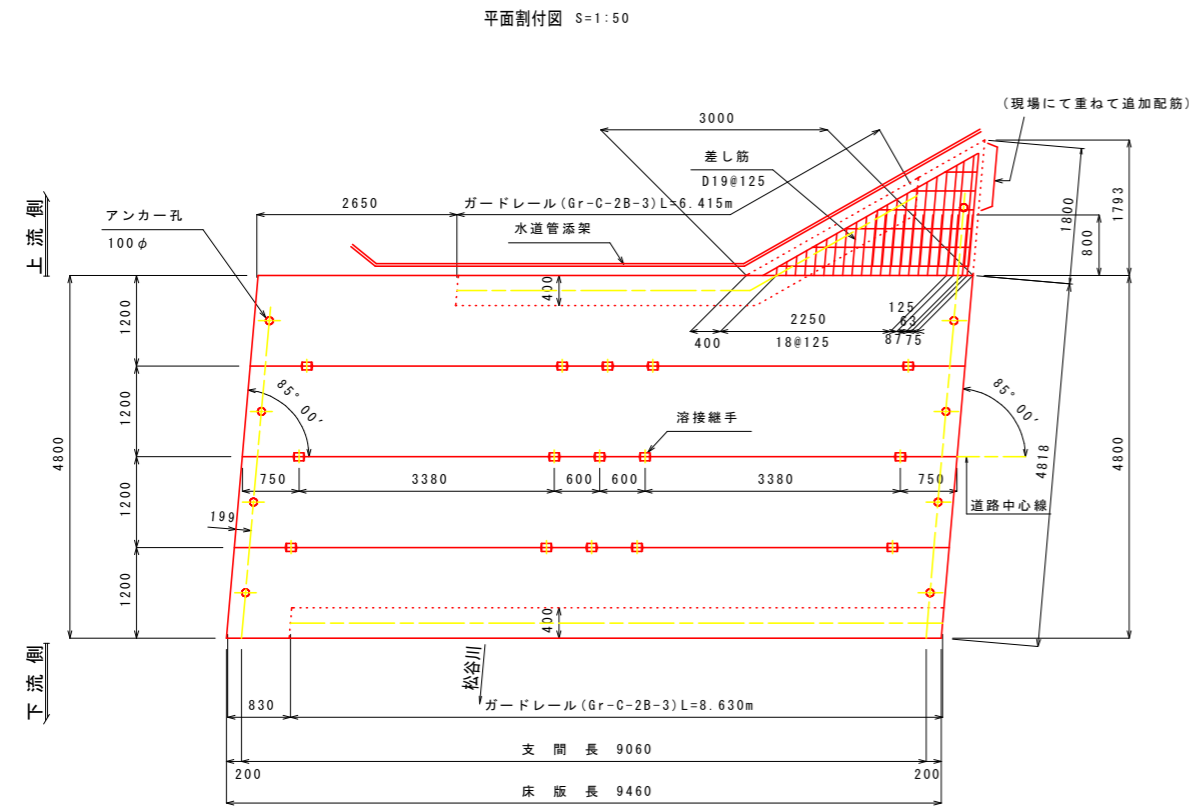 平面割付図 S=1:50
(現場にて重ねて追加配筋)
3000
差し筋
D19@125
ガードレール(Gr-C-2B-3)L=6.415m
2650
水道管添架
アンカー孔
100φ
上流側
1793
1800
800
400
125
63
2250
400
18@125
87
75
1200
1200
1200
1200
4800
85°00′
85°00′
溶接継手
750
3380
600
600
3380
750
4818
4800
道路中心線
199
400
下流側
松谷川
830
ガードレール(Gr-C-2B-3)L=8.630m
支間長 9060
200
200
床版長 9460